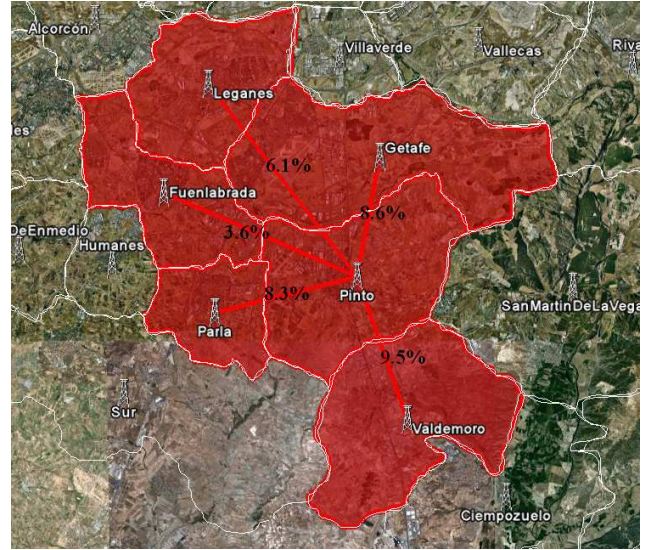 Alcorcón
Villaverde
Vallecas
Riva
Leganes
es
Getafe
6.1%
Fuenlabrada
8.6%
DeEnmedio
3.6%
Humanes
8.3%
Pinto
SanMartinDeLaVega
Parla
9.5%
Sur
Valdemoro
Ciempozuelo